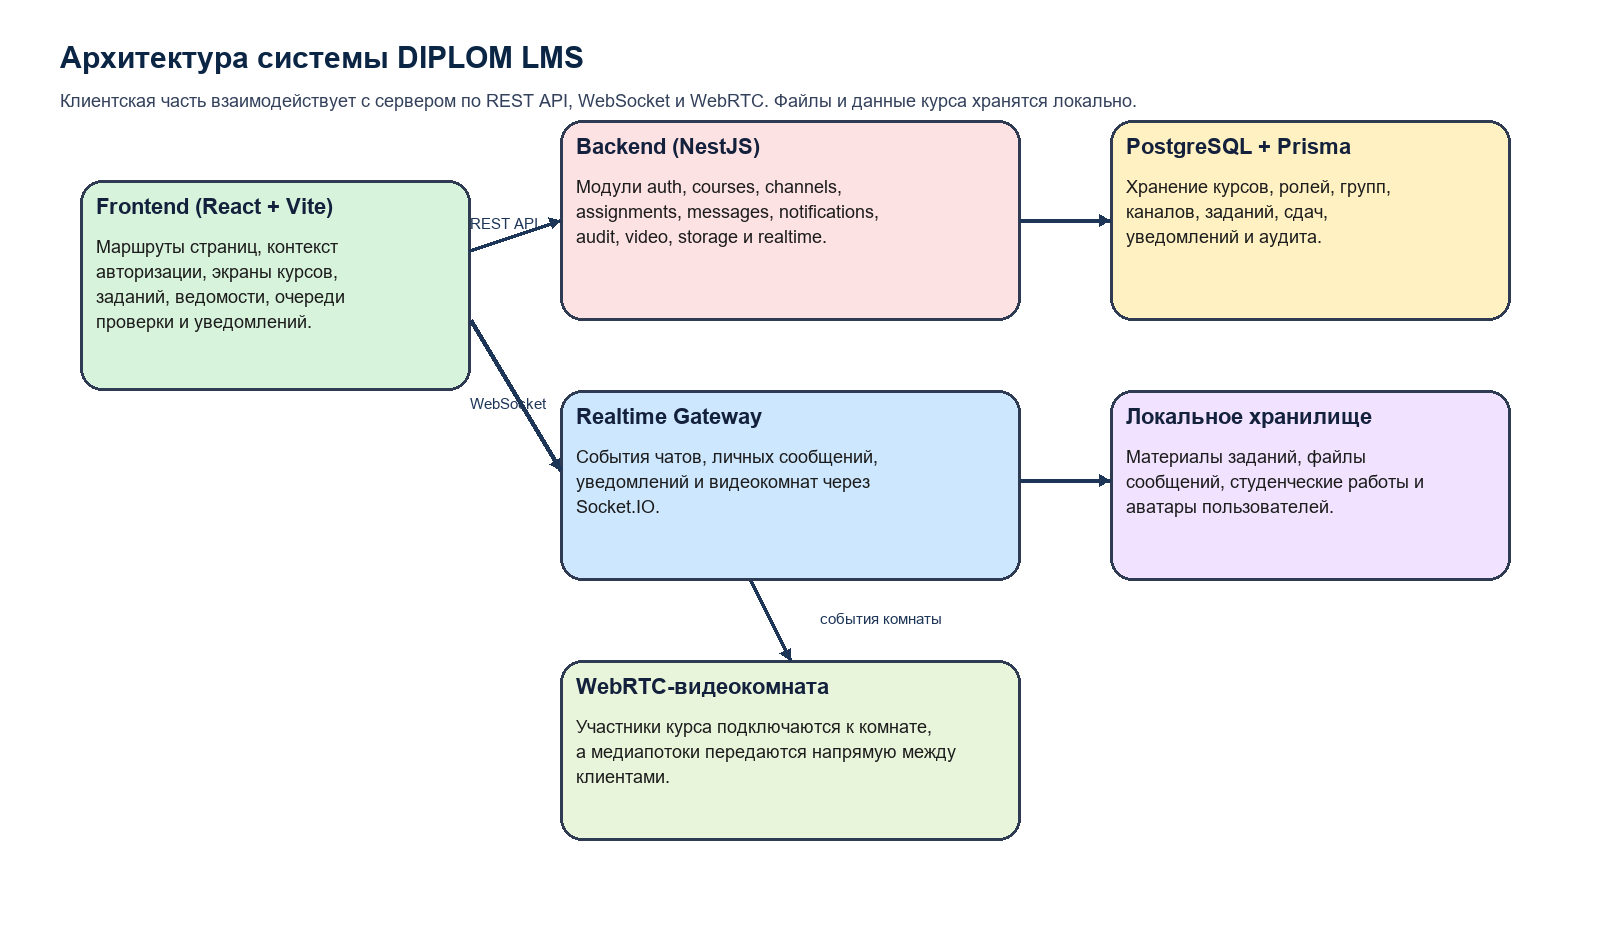 Архитектура системы DIPLOM LMS
Клиентская часть взаимодействует с сервером по REST API, WebSocket и WebRTC. Файлы и данные курса хранятся локально.
Frontend (React + Vite)
Маршруты страниц, контекст
авторизации, экраны курсов,
заданий, ведомости, очереди
проверки и уведомлений.
REST API
WebSocket
Backend (NestJS)
Модули auth, courses, channels,
assignments, messages, notifications,
audit, video, storage и realtime.
PostgreSQL + Prisma
Хранение курсов, ролей, групп,
каналов, заданий, сдач,
уведомлений и аудита.
Realtime Gateway
События чатов, личных сообщений,
уведомлений и видеокомнат через
Socket.IO.
Локальное хранилище
Материалы заданий, файлы
сообщений, студенческие работы и
аватары пользователей.
события комнаты
WebRTC-видеокомната
Участники курса подключаются к комнате,
а медиапотоки передаются напрямую между
клиентами.